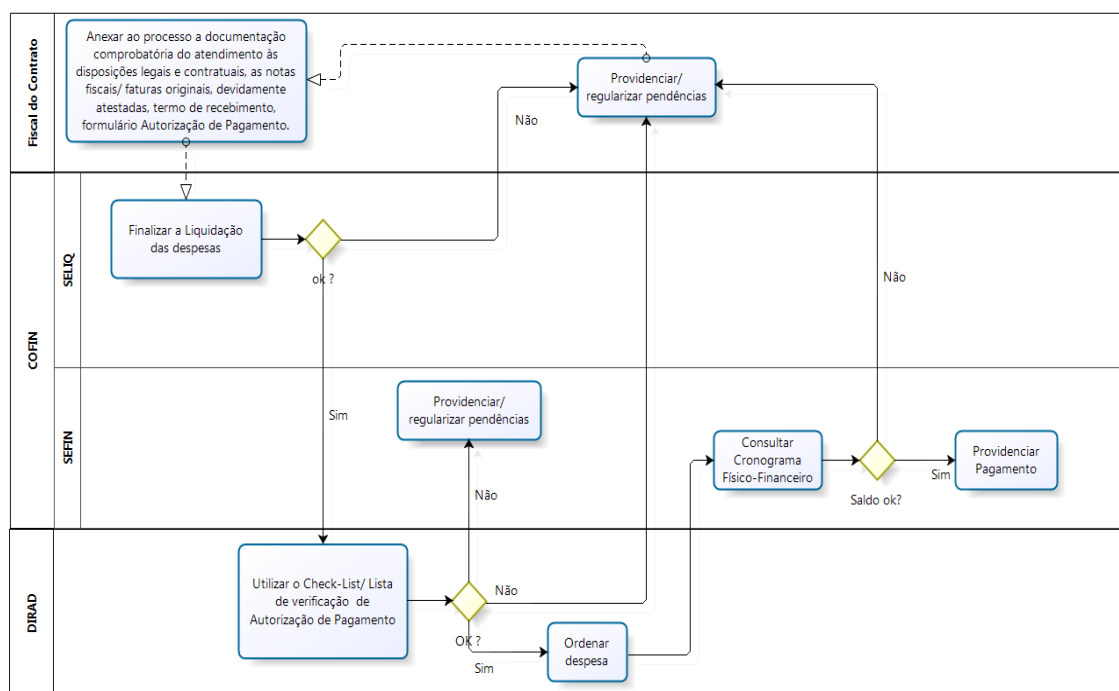 Fiscal do Contrato
Anexar ao processo a documentação
comprobatória do atendimento às
disposições legais e contratuais, as notas
fiscais/ faturas originais, devidamente
atestadas, termo de recebimento,
formulário Autorização de Pagamento.
Providenciar/
regularizar pendências
Não
COFIN
SELIQ
Finalizar a Liquidação
das despesas
ok ?
Não
SEFIN
Sim
Providenciar/
regularizar pendências
Não
Consultar
Cronograma
Físico-Financeiro
Saldo ok?
Sim
Providenciar
Pagamento
DIRAD
Utilizar o Check-List/ Lista
de verificação de
Autorização de Pagamento
OK ?
Não
Sim
Ordenar
despesa